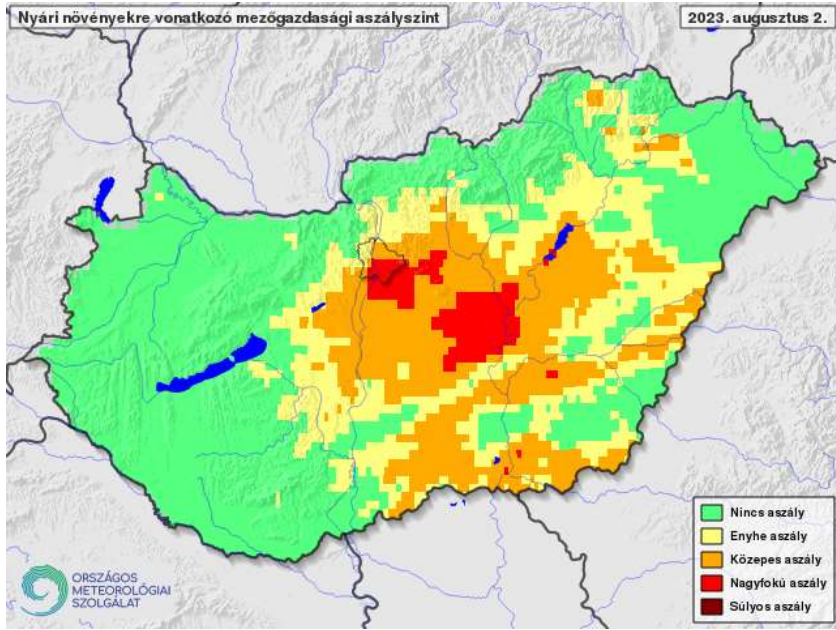 Nyári növényekre vonatkozó mezőgazdasági aszályszint
2023. augusztus 2.
Nincs aszály
Enyhe aszály
Közepes aszály
Nagyfokú aszály
Súlyos aszály
ORSZÁGOS
METEOROLÓGIAI
SZOLGÁLAT